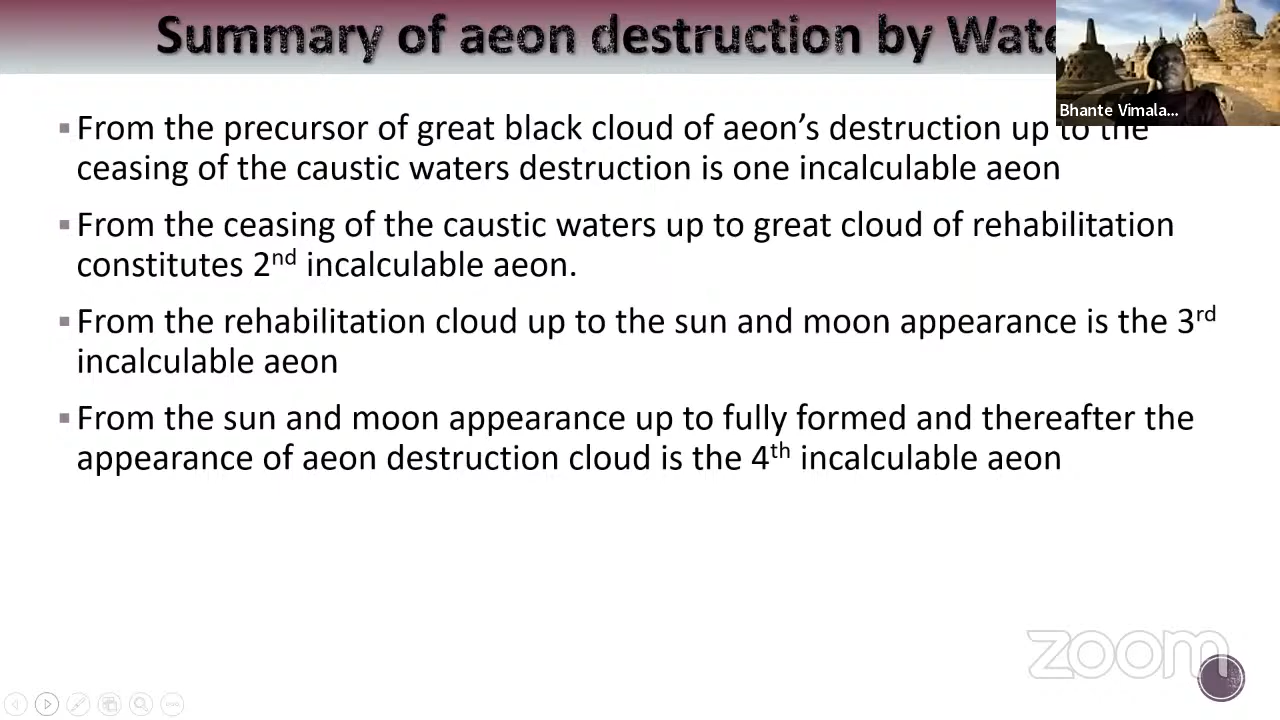 Summary of aeon destruction by Wate
Bhante Vimala...
▪From the precursor of great black cloud of aeon’s destruction up to the
ceasing of the caustic waters destruction is one incalculable aeon
▪From the ceasing of the caustic waters up to great cloud of rehabilitation
constitutes 2nd incalculable aeon.
▪From the rehabilitation cloud up to the sun and moon appearance is the 3rd
incalculable aeon
▪From the sun and moon appearance up to fully formed and thereafter the
appearance of aeon destruction cloud is the 4th incalculable aeon
zoom